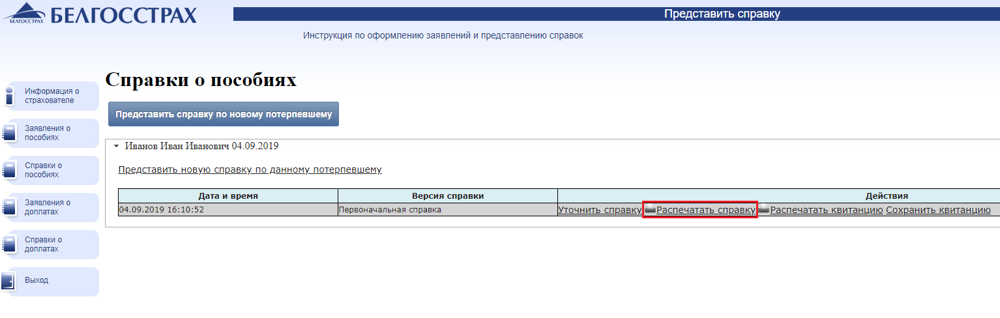 БЕЛГОССТРАХ
БЕЛГОССТРАХ
Представить справку
Инструкция по оформлению заявлений и представлению справок
Информация о
страхователе
Заявления о
пособиях
Справки о
пособиях
Заявления о
доплатах
Справки о
доплатах
Выход
Справки о пособиях
Представить справку по новому потерпевшему
Иванов Иван Иванович 04.09.2019
Представить новую справку по данному потерпевшему
Дата и время Версия справки Действия
04.09.2019 16:10:52 Первоначальная справка Уточнить справку Распечатать справку Распечатать квитанцию Сохранить квитанцию